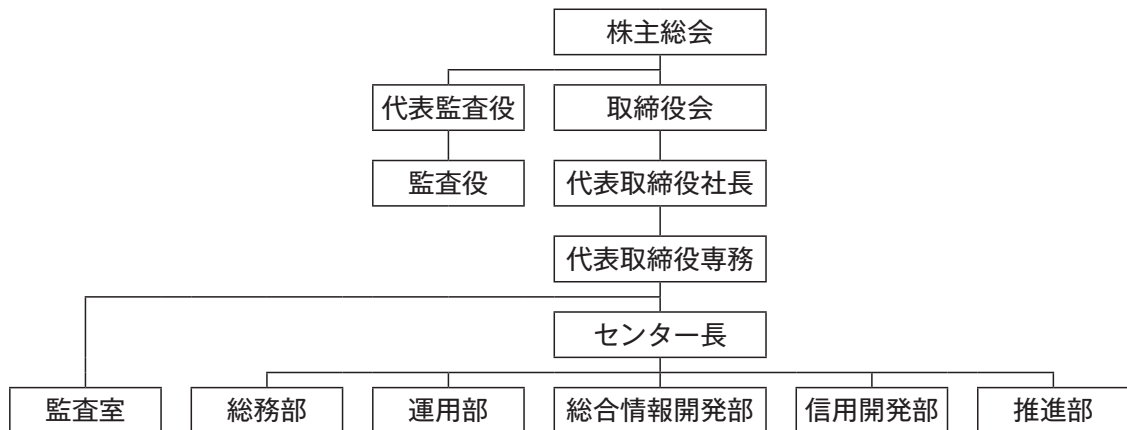 株主総会
代表監査役
取締役会
監査役
代表取締役社長
代表取締役専務
センター長
監査室
総務部
運用部
総合情報開発部
信用開発部
推進部